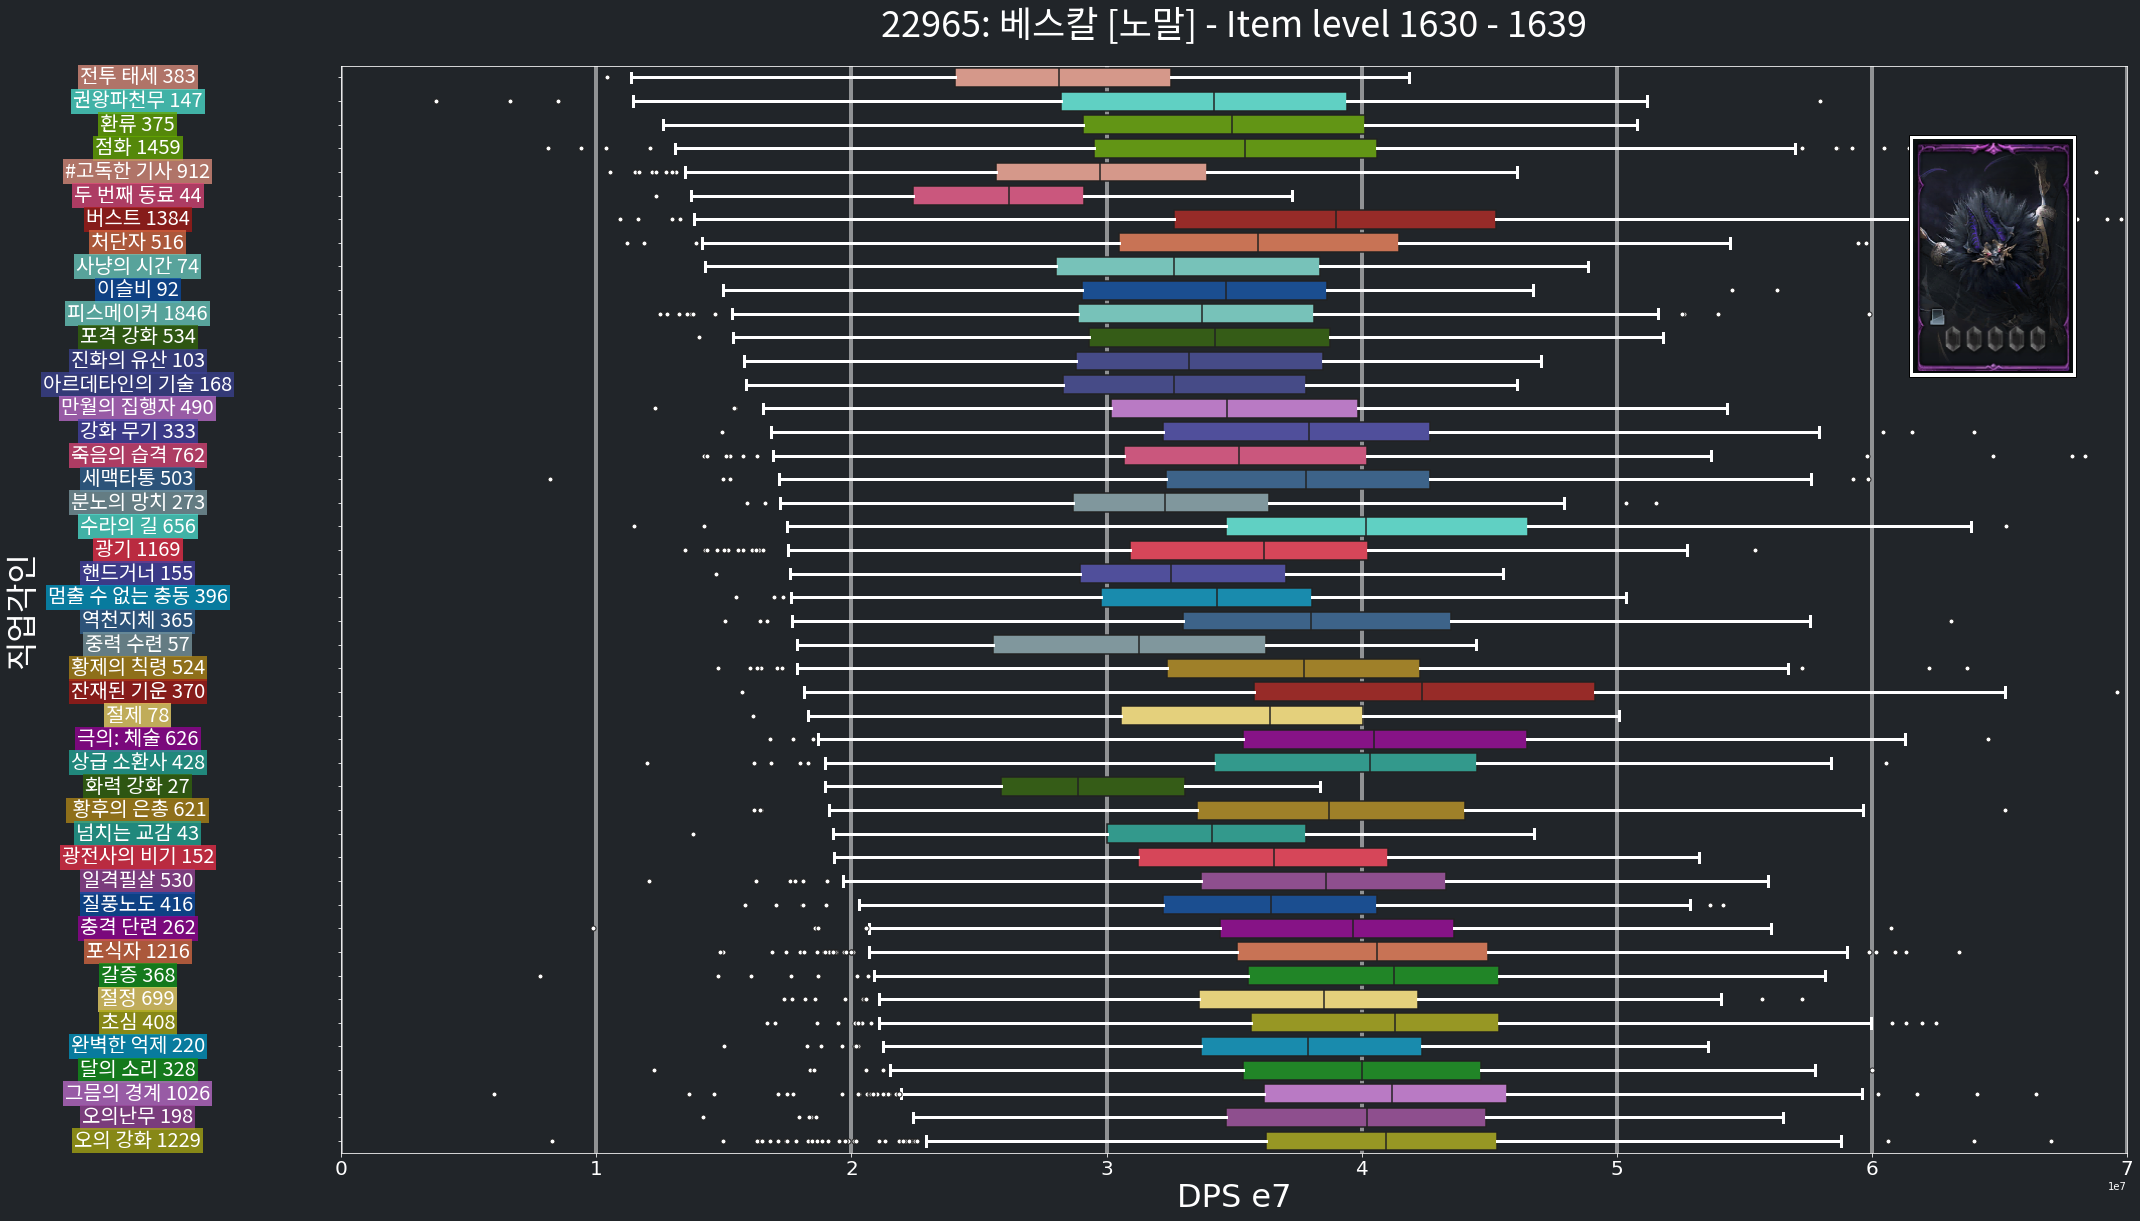 22965: 베스칼 [노말] - Item level 1630 - 1639
전투 태세 383
권왕파천무 147
환류 375
점화 1459
#고독한 기사 912
두 번째 동료 44
버스트 1384
처단자 516
사냥의 시간 74
이슬비 92
피스메이커 1846
포격 강화 534
진화의 유산 103
아르데타인의 기술 168
만월의 집행자 490
강화 무기 333
죽음의 습격 762
세맥타통 503
분노의 망치 273
수라의 길 656
광기 1169
핸드거너 155
멈출 수 없는 충동 396
역천지체 365
중력 수련 57
황제의 칙령 524
잔재된 기운 370
절제 78
극의: 체술 626
상급 소환사 428
화력 강화 27
황후의 은총 621
넘치는 교감 43
광전사의 비기 152
일격필살 530
질풍노도 416
충격 단련 262
포식자 1216
갈증 368
절정 699
초심 408
완벽한 억제 220
달의 소리 328
그믐의 경계 1026
오의난무 198
오의 강화 1229
직업각인
0 1 2 3 4 5 6 7
DPS e7
1e7